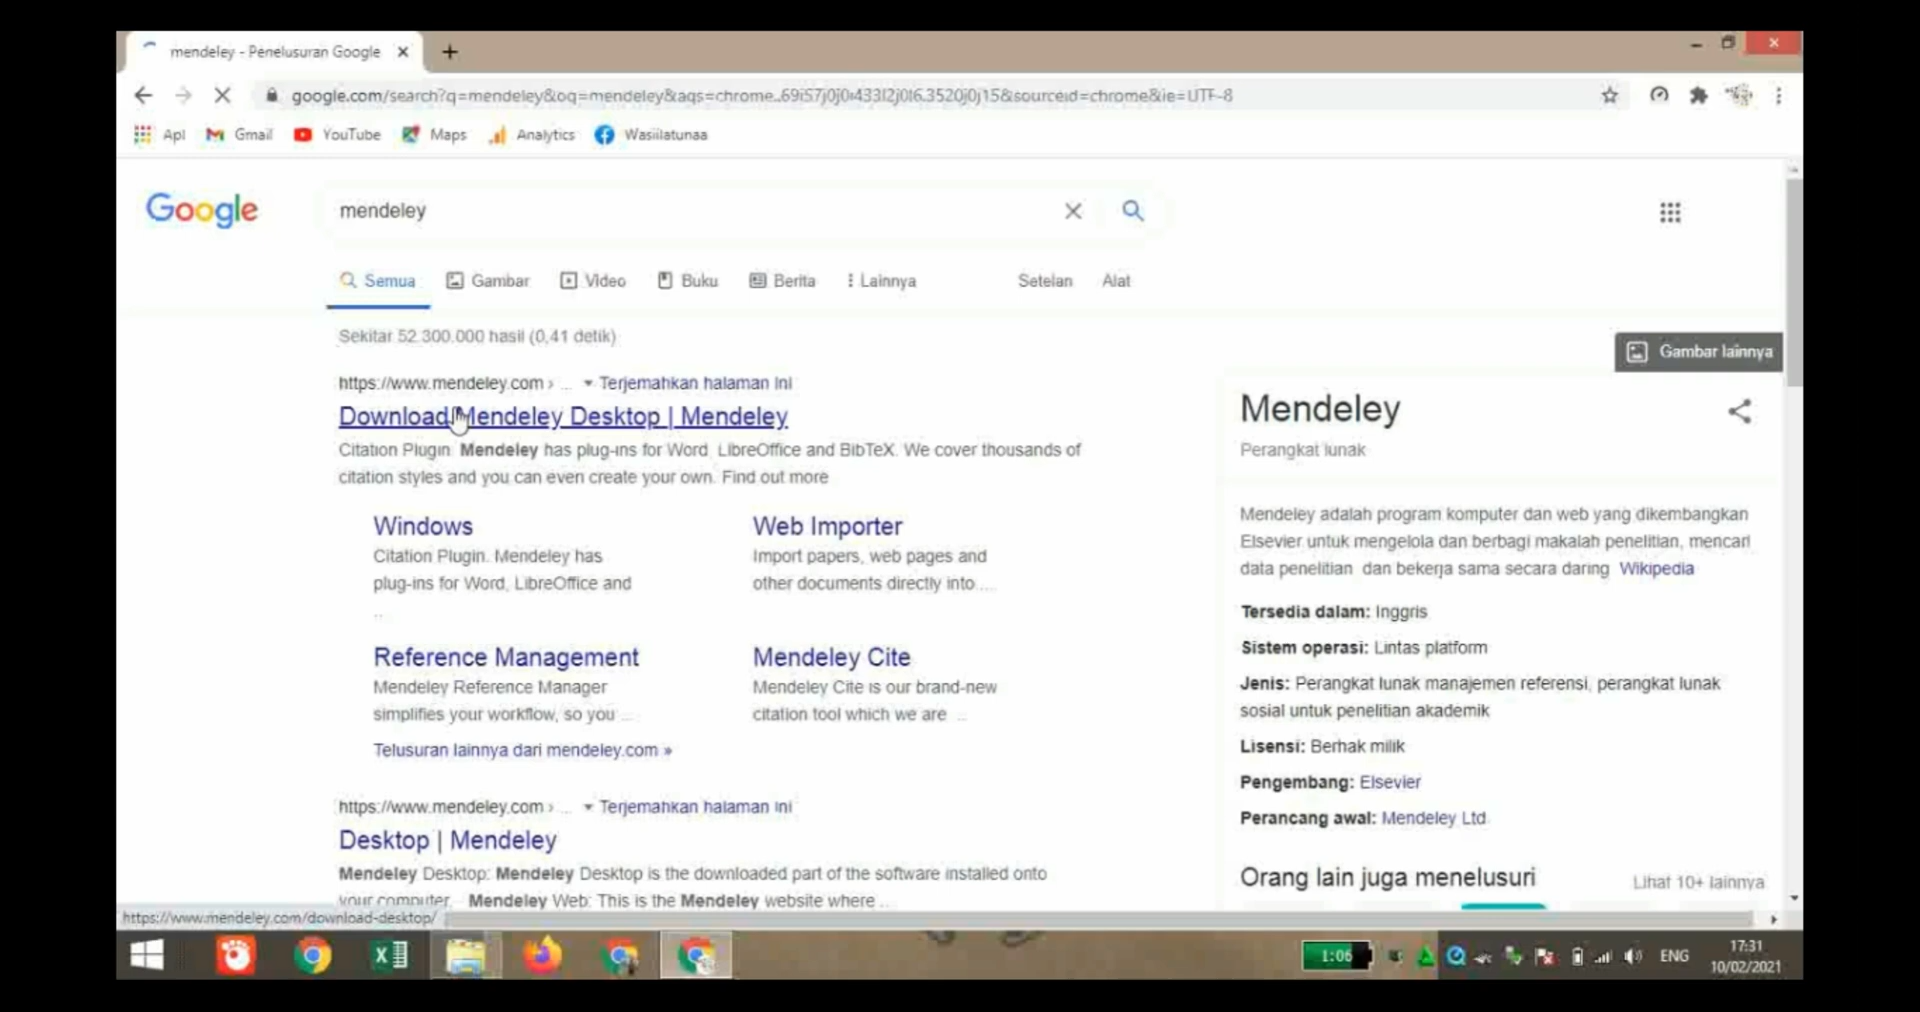 mendeley - Penelusuran Google
google.com/search?q=mendeley&oq=mendeley&aqs=chrome..69i57j0j0i433l2j0l6.3520j0j15&sourceid=chrome&ie=UTF-8
Apl Gmail YouTube Maps Analytics Wasiilatunaa
Google
mendeley
Semua Gambar Video Buku Berita Lainnya Setelan Alat
Sekitar 52.300.000 hasil (0,41 detik)
Gambar lainnya
https://www.mendeley.com › ... Terjemahkan halaman ini
Download Mendeley Desktop | Mendeley
Citation Plugin. Mendeley has plug-ins for Word, LibreOffice and BibTeX. We cover thousands of
citation styles and you can even create your own. Find out more
Windows
Citation Plugin. Mendeley has
plug-ins for Word, LibreOffice and
...
Web Importer
Import papers, web pages and
other documents directly into ...
Reference Management
Mendeley Reference Manager
simplifies your workflow, so you ...
Mendeley Cite
Mendeley Cite is our brand-new
citation tool which we are ...
Telusuran lainnya dari mendeley.com »
https://www.mendeley.com › ... Terjemahkan halaman ini
Desktop | Mendeley
Mendeley Desktop: Mendeley Desktop is the downloaded part of the software installed onto
your computer. Mendeley Web: This is the Mendeley website where ...
Mendeley
Perangkat lunak
Mendeley adalah program komputer dan web yang dikembangkan
Elsevier untuk mengelola dan berbagi makalah penelitian, mencari
data penelitian dan bekerja sama secara daring Wikipedia
Tersedia dalam: Inggris
Sistem operasi: Lintas platform
Jenis: Perangkat lunak manajemen referensi, perangkat lunak
sosial untuk penelitian akademik
Lisensi: Berhak milik
Pengembang: Elsevier
Perancang awal: Mendeley Ltd
Orang lain juga menelusuri
Lihat 10+ lainnya
https://www.mendeley.com/download-desktop/
1:06
ENG
17:31
10/02/2021